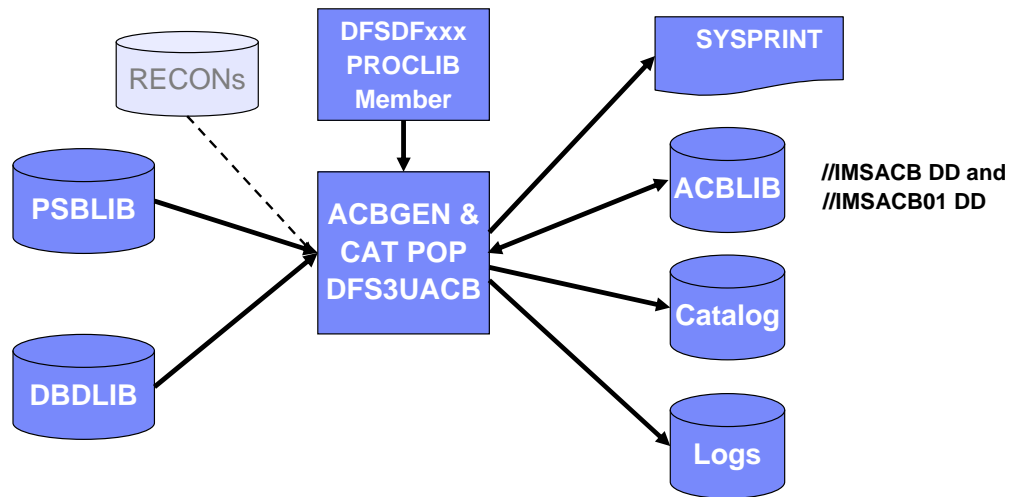 RECONs
DFSDFxxx
PROCLIB
Member
SYSPRINT
PSBLIB
DBDLIB
ACBGEN &
CAT POP
DFS3UACB
ACBLIB
//IMSACB DD and
//IMSACB01 DD
Catalog
Logs